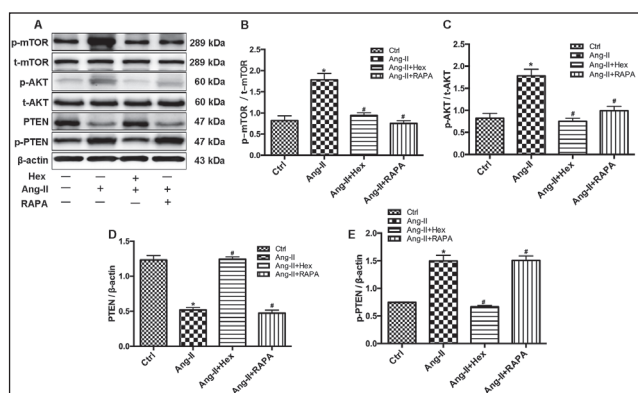 A
p-mTOR 289 kDa
t-mTOR 289 kDa
p-AKT 60 kDa
t-AKT 60 kDa
PTEN 47 kDa
p-PTEN 47 kDa
β-actin 43 kDa
Hex — — + —
Ang-II — + + +
RAPA — — — +
B
Ctrl
Ang-II
Ang-II+Hex
Ang-II+RAPA
p-mTOR / t-mTOR
2.5
2.0
1.5
1.0
0.5
0.0
*
#
#
Ctrl
Ang-II
Ang-II+Hex
Ang-II+RAPA
C
Ctrl
Ang-II
Ang-II+Hex
Ang-II+RAPA
p-AKT / t-AKT
2.5
2.0
1.5
1.0
0.5
0.0
*
#
#
Ctrl
Ang-II
Ang-II+Hex
Ang-II+RAPA
D
Ctrl
Ang-II
Ang-II+Hex
Ang-II+RAPA
PTEN / β-actin
1.5
1.0
0.5
0.0
*
#
#
Ctrl
Ang-II
Ang-II+Hex
Ang-II+RAPA
E
Ctrl
Ang-II
Ang-II+Hex
Ang-II+RAPA
p-PTEN / β-actin
2.0
1.5
1.0
0.5
0.0
*
#
#
Ctrl
Ang-II
Ang-II+Hex
Ang-II+RAPA